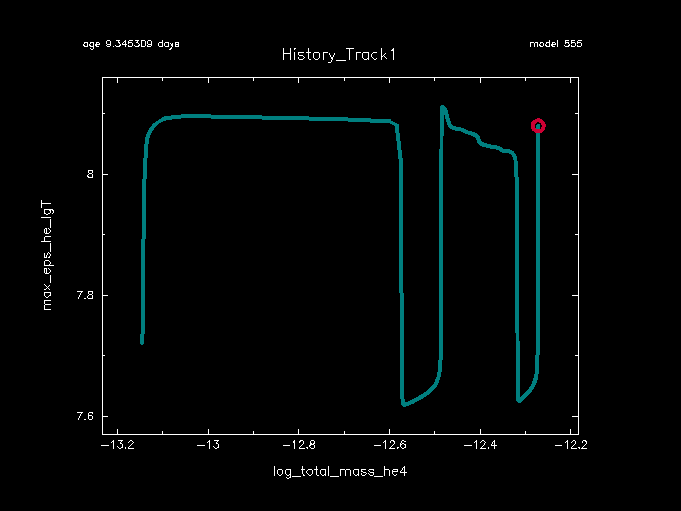 age 9.345309 days
model 555
History_Track1
max_eps_he_lgT
8
7.8
7.6
−13.2
−13
−12.8
−12.6
−12.4
−12.2
log_total_mass_he4